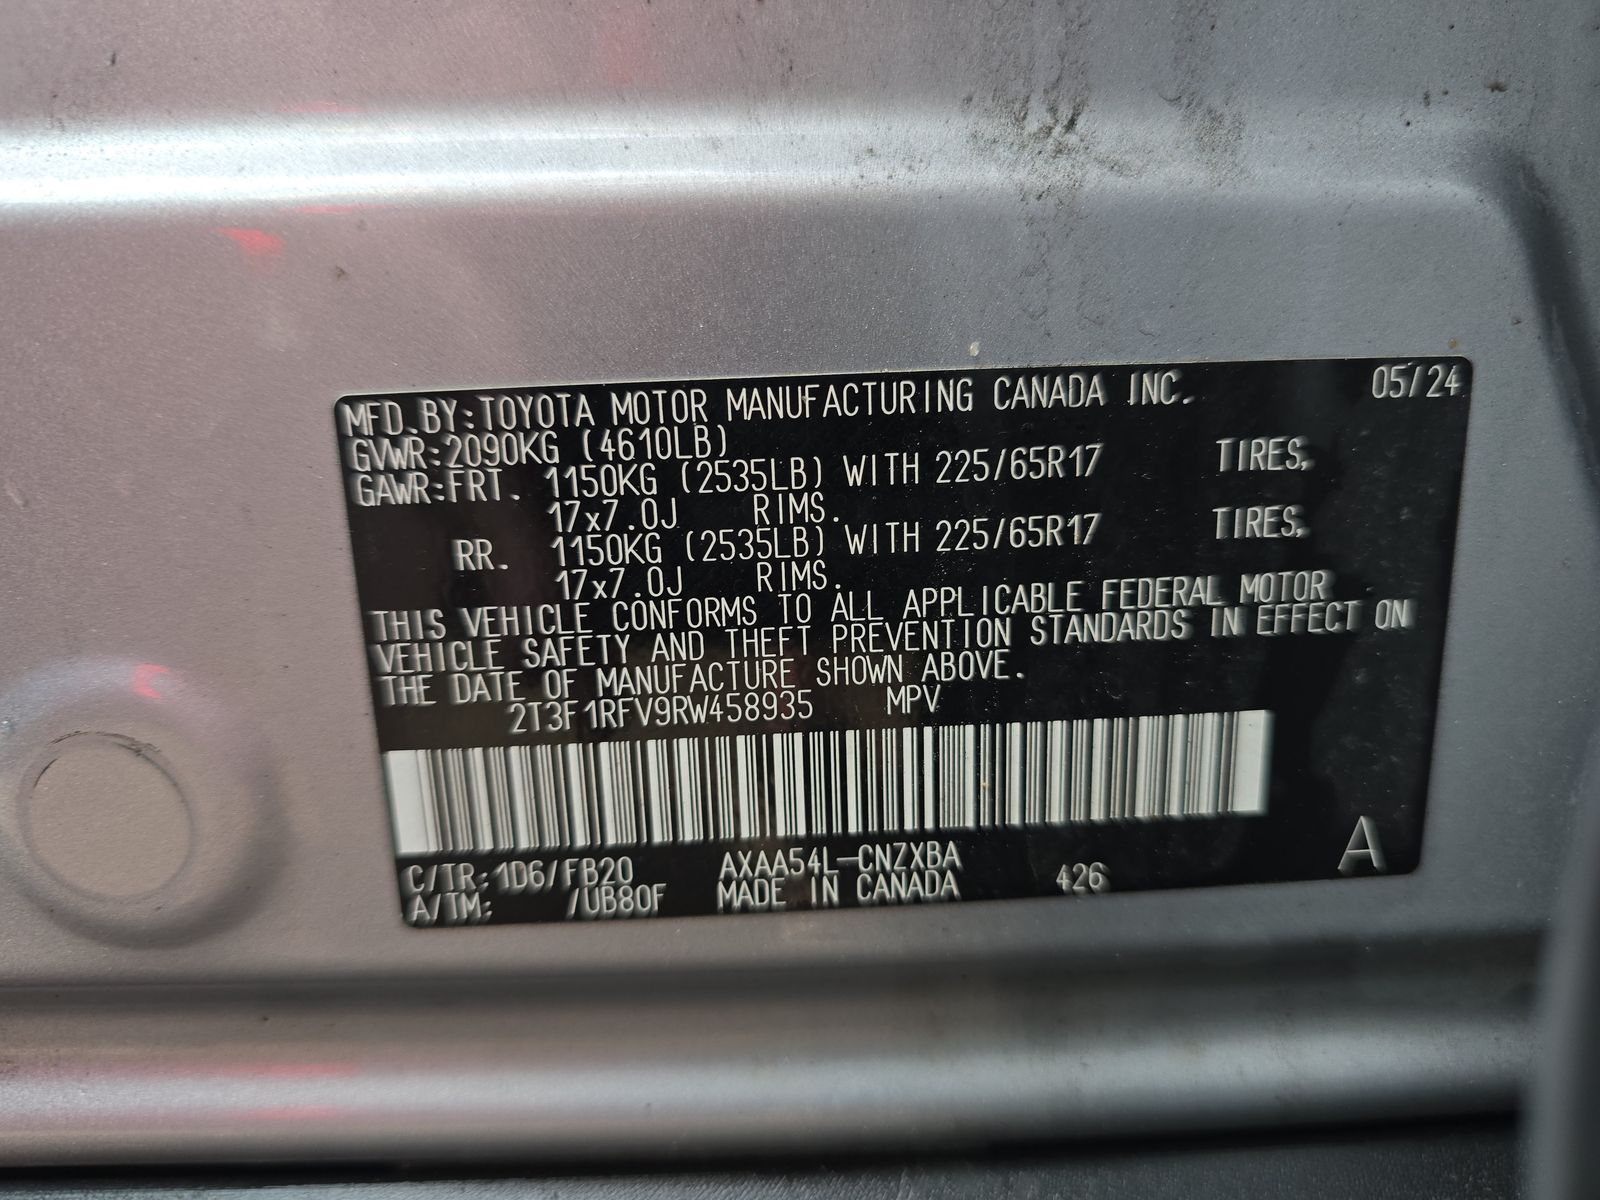 MFD. BY: TOYOTA MOTOR MANUFACTURING CANADA INC. 05/24
GVWR: 2090KG (4610LB)
GAWR: FRT. 1150KG (2535LB) WITH 225/65R17 TIRES,
17x7.0J RIMS.
RR. 1150KG (2535LB) WITH 225/65R17 TIRES,
17x7.0J RIMS.
THIS VEHICLE CONFORMS TO ALL APPLICABLE FEDERAL MOTOR
VEHICLE SAFETY AND THEFT PREVENTION STANDARDS IN EFFECT ON
THE DATE OF MANUFACTURE SHOWN ABOVE.
2T3F1RFV9RW458935 MPV
C/TR: 1D6/FB20 AXAA54L-CNZXBA A
A/TM: /UB80F MADE IN CANADA 426